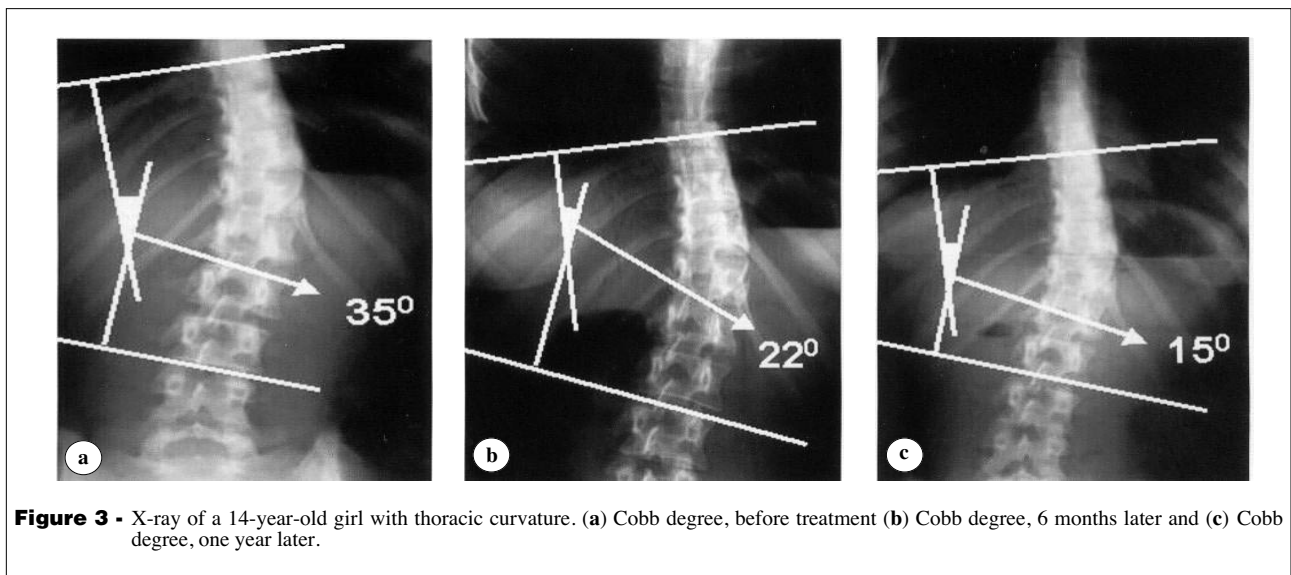 35⁰
22⁰
15⁰
a
b
c
Figure 3 - X-ray of a 14-year-old girl with thoracic curvature. (a) Cobb degree, before treatment (b) Cobb degree, 6 months later and (c) Cobb
degree, one year later.